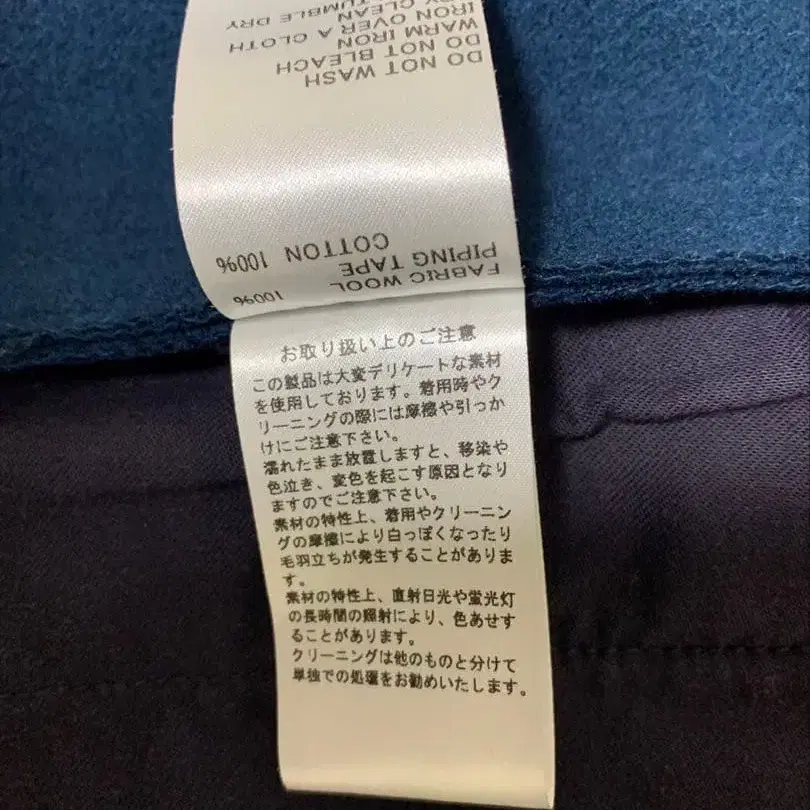 FABRIC WOOL 100%
PIPING TAPE
COTTON 100%
DO NOT WASH
DO NOT BLEACH
WARM IRON
IRON OVER A CLOTH
CLEAN
TUMBLE DRY
お取り扱い上のご注意
この製品は大変デリケートな素材
を使用しております。着用時やク
リーニングの際には摩擦や引っか
けにご注意下さい。
濡れたまま放置しますと、移染や
色泣き、変色を起こす原因となり
ますのでご注意下さい。
素材の特性上、着用やクリーニン
グの摩擦により白っぽくなったり
毛羽立ちが発生することがありま
す。
素材の特性上、直射日光や蛍光灯
の長時間の照射により、色あせす
ることがあります。
クリーニングは他のものと分けて
単独での処理をお勧めいたします。